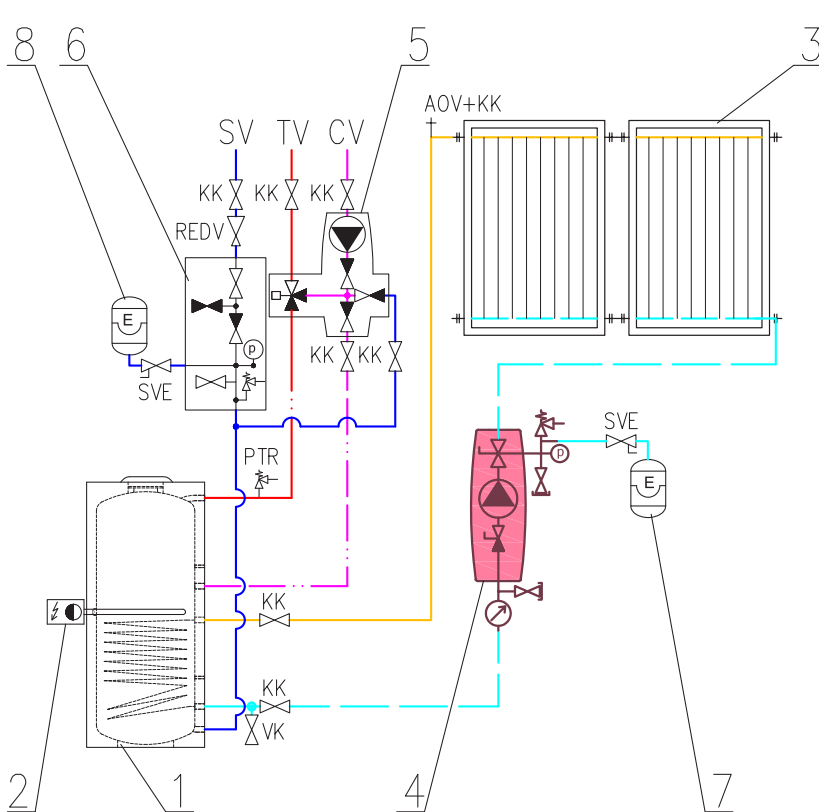 8 6 5 3
AOV+KK
SV TV CV
KK KK KK
REDV
E
p
KK KK
SVE
SVE
p
PTR
E
KK
KK
VK
2 1 4 7